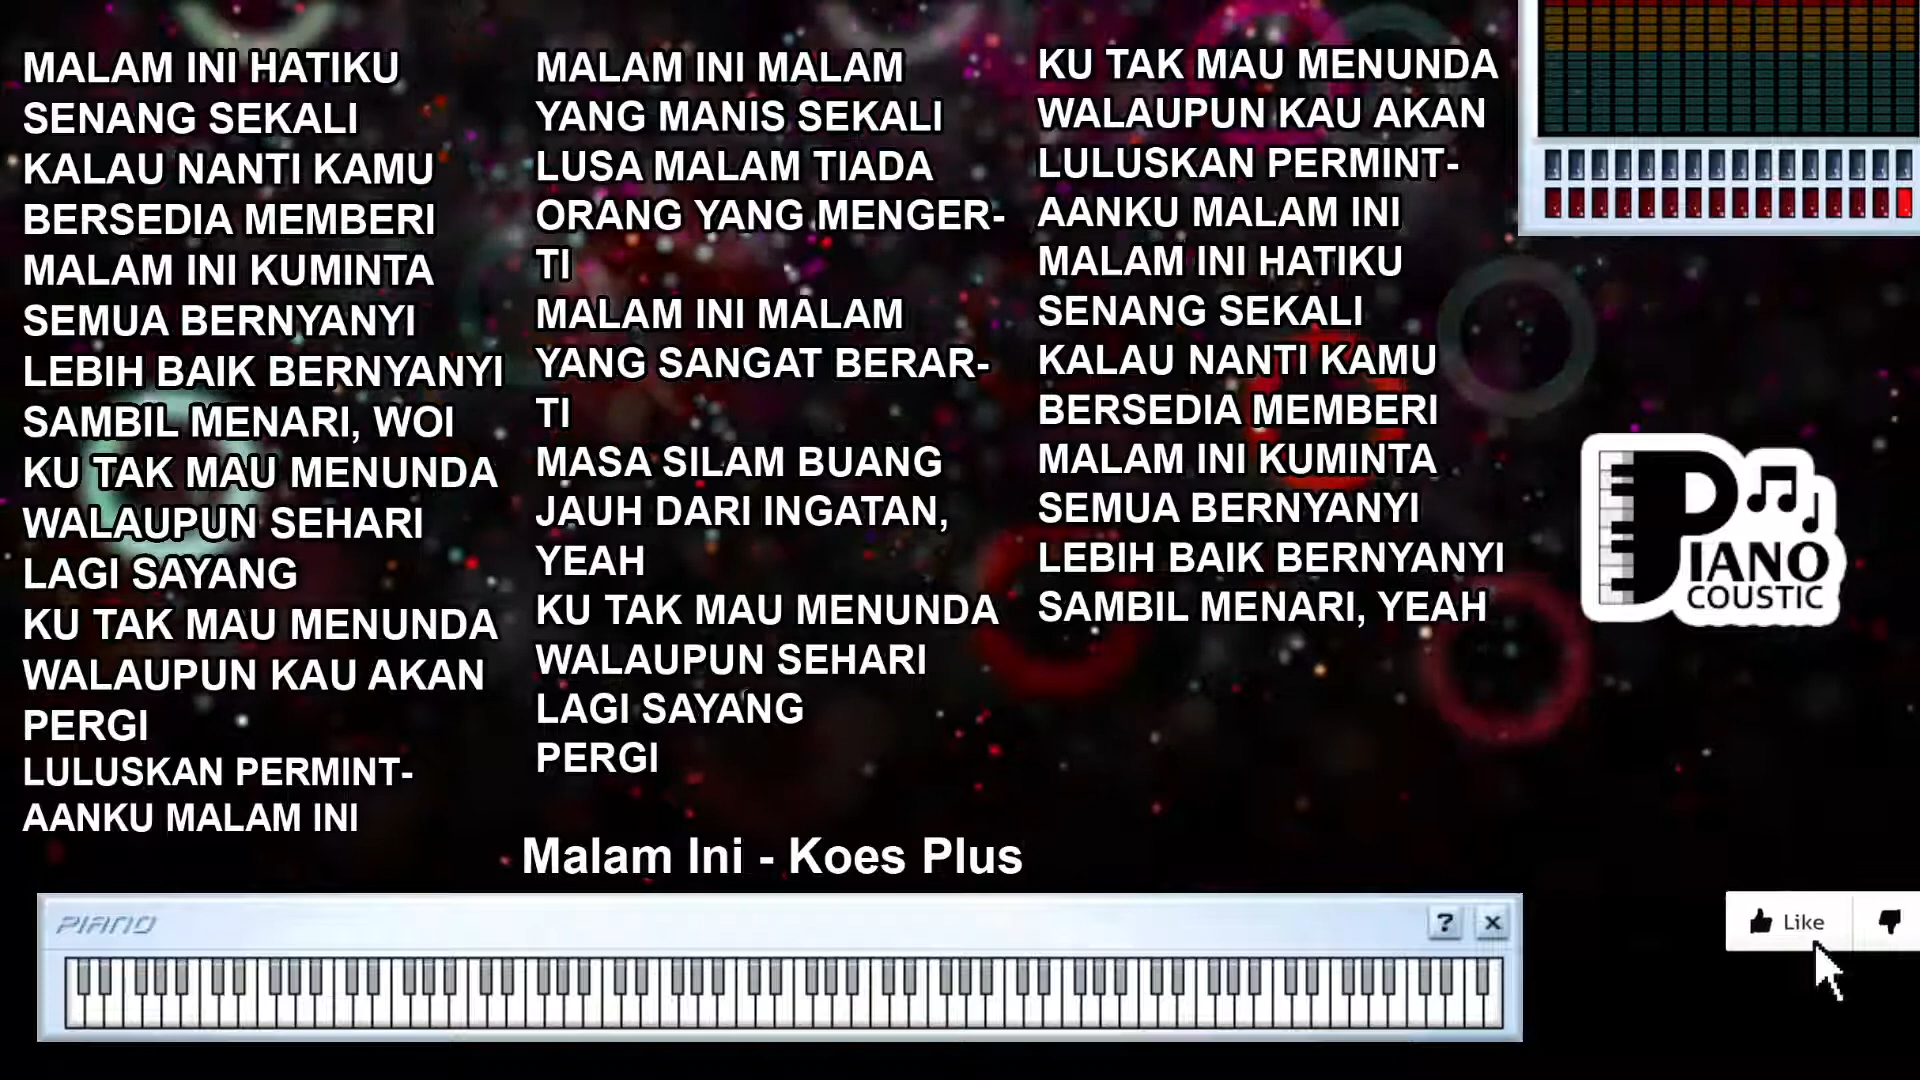 MALAM INI HATIKU
SENANG SEKALI
KALAU NANTI KAMU
BERSEDIA MEMBERI
MALAM INI KUMINTA
SEMUA BERNYANYI
LEBIH BAIK BERNYANYI
SAMBIL MENARI, WOI
KU TAK MAU MENUNDA
WALAUPUN SEHARI
LAGI SAYANG
KU TAK MAU MENUNDA
WALAUPUN KAU AKAN
PERGI
LULUSKAN PERMINT-
AANKU MALAM INI
MALAM INI MALAM
YANG MANIS SEKALI
LUSA MALAM TIADA
ORANG YANG MENGER-
TI
MALAM INI MALAM
YANG SANGAT BERAR-
TI
MASA SILAM BUANG
JAUH DARI INGATAN,
YEAH
KU TAK MAU MENUNDA
WALAUPUN SEHARI
LAGI SAYANG
PERGI
KU TAK MAU MENUNDA
WALAUPUN KAU AKAN
LULUSKAN PERMINT-
AANKU MALAM INI
MALAM INI HATIKU
SENANG SEKALI
KALAU NANTI KAMU
BERSEDIA MEMBERI
MALAM INI KUMINTA
SEMUA BERNYANYI
LEBIH BAIK BERNYANYI
SAMBIL MENARI, YEAH
PIANO
COUSTIC
Malam Ini - Koes Plus
PIANO
? ×
Like